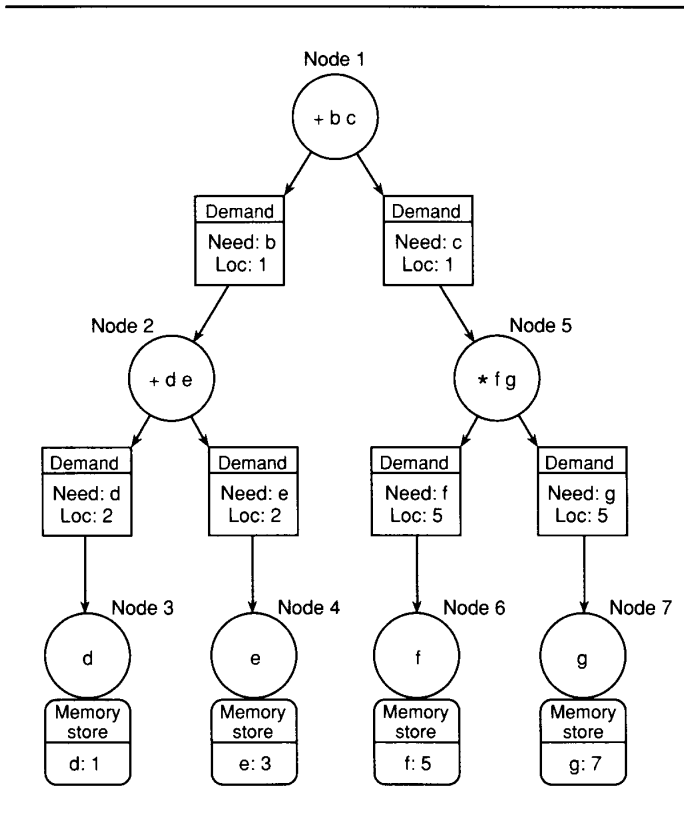 Node 1
+ b c
Demand
Need: b
Loc: 1
Demand
Need: c
Loc: 1
Node 2
+ d e
Node 5
* f g
Demand
Need: d
Loc: 2
Demand
Need: e
Loc: 2
Demand
Need: f
Loc: 5
Demand
Need: g
Loc: 5
Node 3
d
Node 4
e
Node 6
f
Node 7
g
Memory
store
d: 1
Memory
store
e: 3
Memory
store
f: 5
Memory
store
g: 7